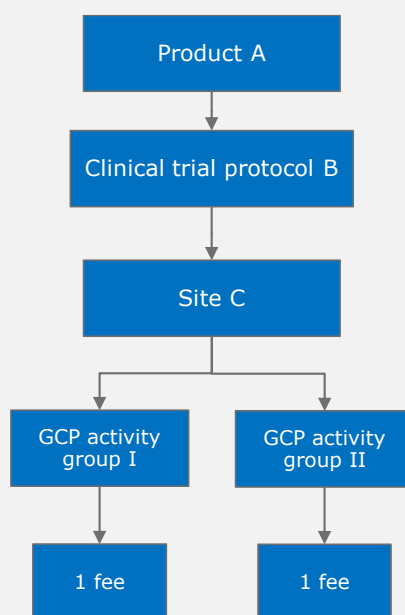 Product A
Clinical trial protocol B
Site C
GCP activity
group I
GCP activity
group II
1 fee
1 fee